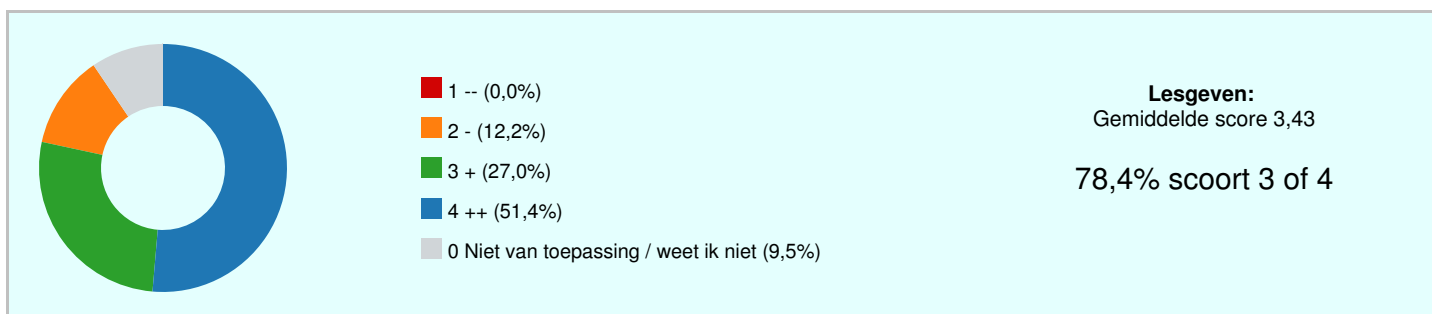 1 -- (0,0%)
2 - (12,2%)
3 + (27,0%)
4 ++ (51,4%)
0 Niet van toepassing / weet ik niet (9,5%)
Lesgeven:
Gemiddelde score 3,43
78,4% scoort 3 of 4